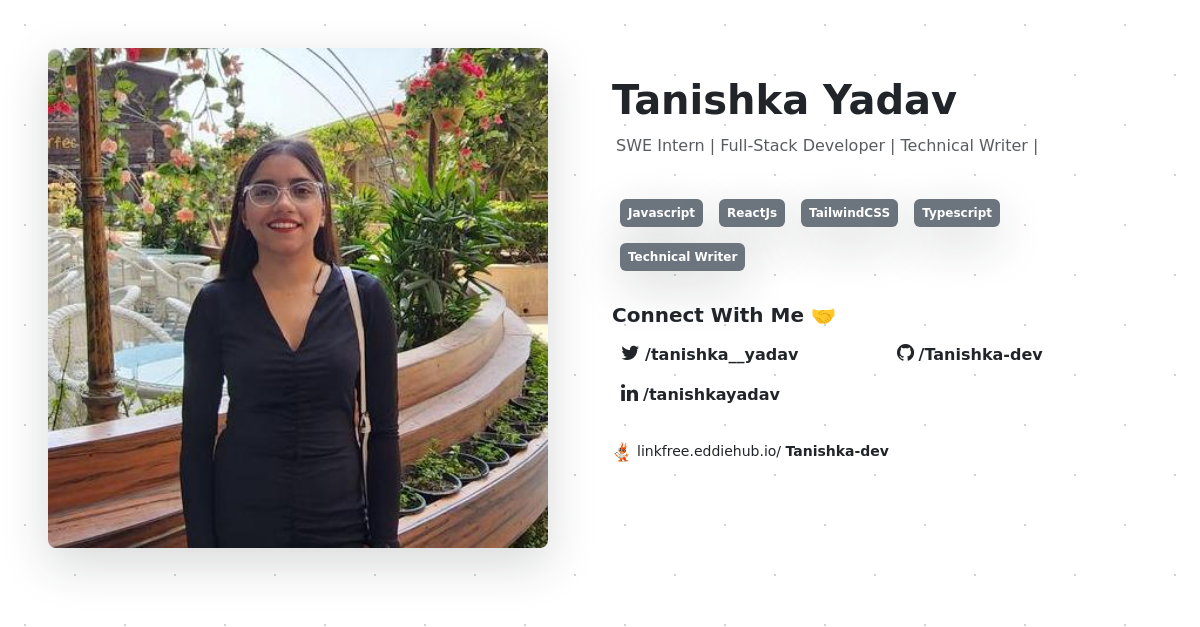 rfec
Tanishka Yadav
SWE Intern | Full-Stack Developer | Technical Writer |
Javascript ReactJs TailwindCSS Typescript
Technical Writer
Connect With Me 🤝
/tanishka__yadav /Tanishka-dev
/tanishkayadav
linkfree.eddiehub.io/ Tanishka-dev